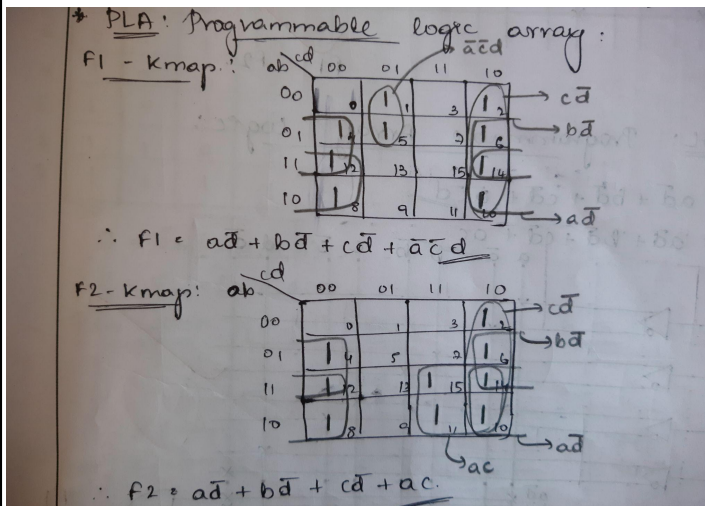 * PLA: Programmable logic array:
āc̄d
F1 - Kmap: ab cd 00 01 11 10
00 0 1 1 3 1 2 → cd̄
01 1 4 1 5 7 1 6 → bd̄
11 1 12 13 15 1 14
10 1 8 9 11 1 10 → ad̄
∴ F1 = ad̄ + bd̄ + cd̄ + āc̄d
F2 - Kmap: ab cd 00 01 11 10
00 0 1 3 1 2 → cd̄
01 1 4 5 7 1 6 → bd̄
11 1 12 13 1 15 1 14
10 1 8 9 1 11 1 10 → ad̄
→ ac
∴ F2 = ad̄ + bd̄ + cd̄ + ac.